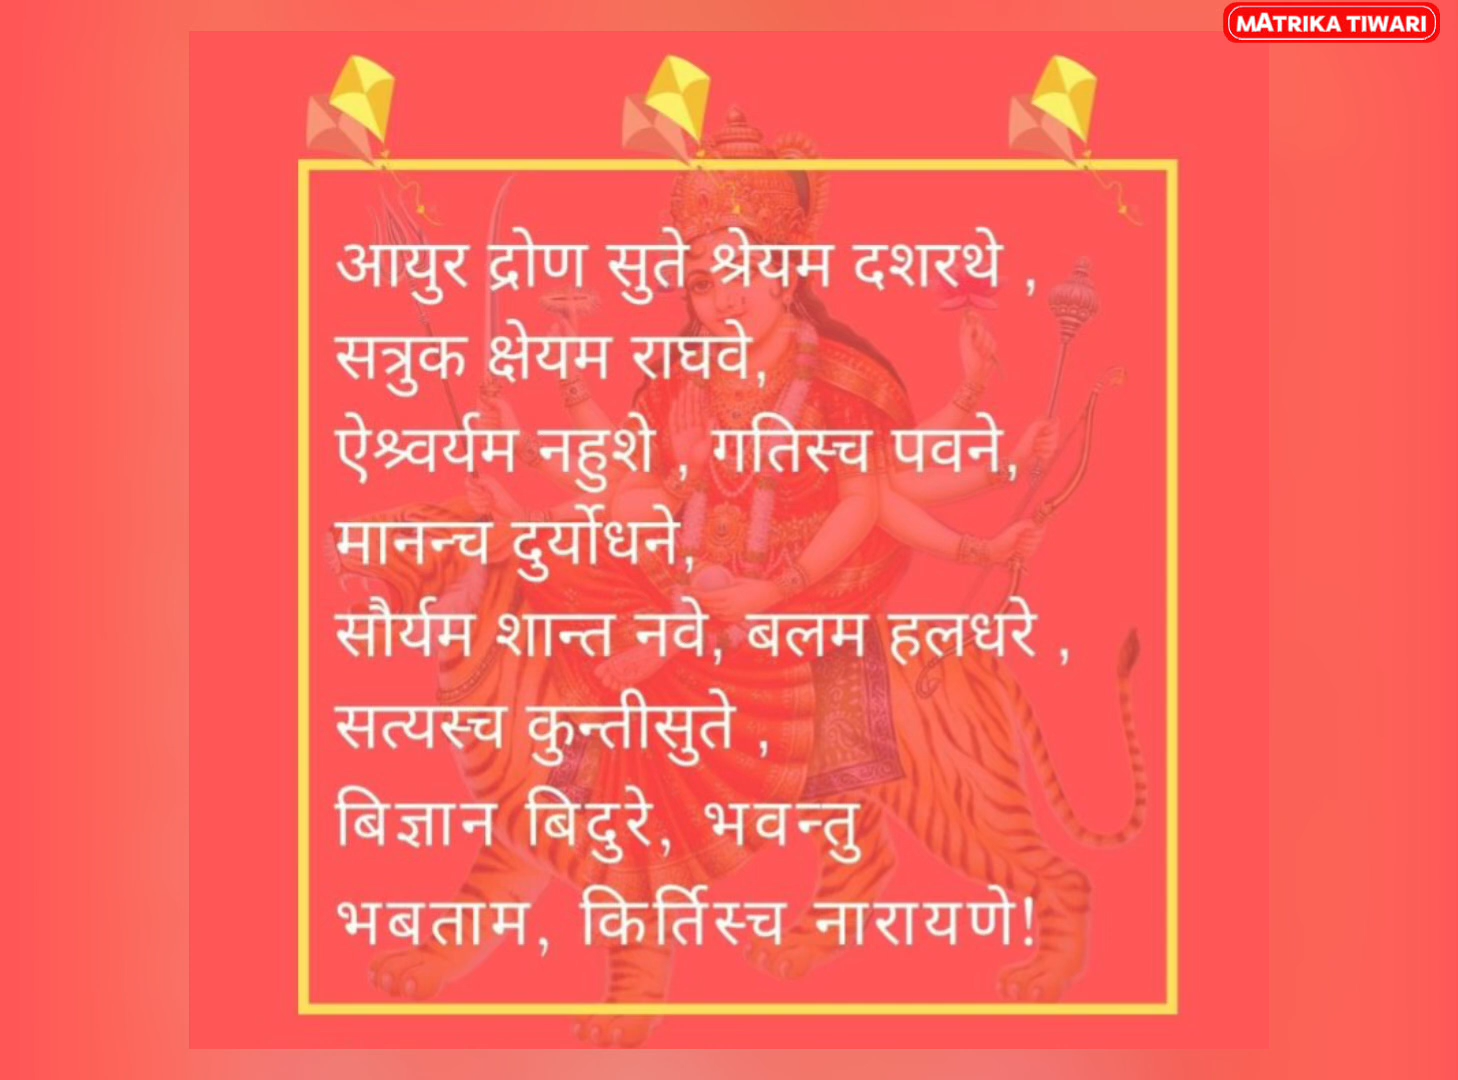 MATRIKA TIWARI
आयुर द्रोण सुते श्रेयम दशरथे ,
सत्रुक क्षेयम राघवे,
ऐश्र्वर्यम नहुशे , गतिस्च पवने,
मानन्च दुर्योधने,
सौर्यम शान्त नवे, बलम हलधरे ,
सत्यस्च कुन्तीसुते ,
बिज्ञान बिदुरे, भवन्तु
भबताम, किर्तिस्च नारायणे!